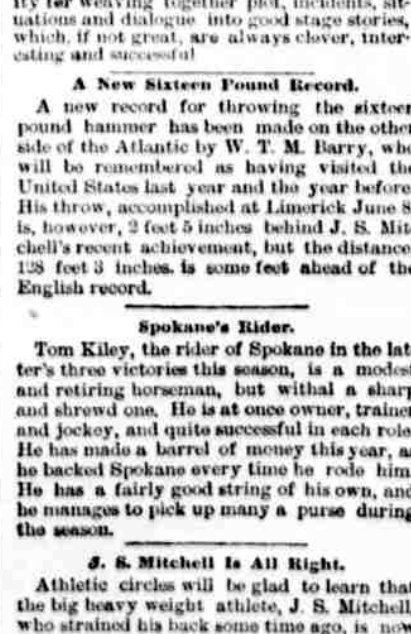 ity for weaving together plot, incidents, sit-
uations and dialogue into good stage stories,
which, if not great, are always clever, inter-
esting and successful
A New Sixteen Pound Record.
A new record for throwing the sixteen
pound hammer has been made on the other
side of the Atlantic by W. T. M. Barry, who
will be remembered as having visited the
United States last year and the year before
His throw, accomplished at Limerick June 8,
is, however, 2 feet 5 inches behind J. S. Mit
chell's recent achievement, but the distance,
128 feet 3 inches. is some feet ahead of the
English record.
Spokane's Rider.
Tom Kiley, the rider of Spokane in the lat-
ter's three victories this season, is a modest
and retiring horseman, but withal a sharp
and shrewd one. He is at once owner, trainer
and jockey, and quite successful in each role.
He has made a barrel of money this year, as
he backed Spokane every time he rode him.
He has a fairly good string of his own, and
he manages to pick up many a purse during
the season.
J. S. Mitchell Is All Right.
Athletic circles will be glad to learn that
the big heavy weight athlete, J. S. Mitchell
who strained his back some time ago, is now